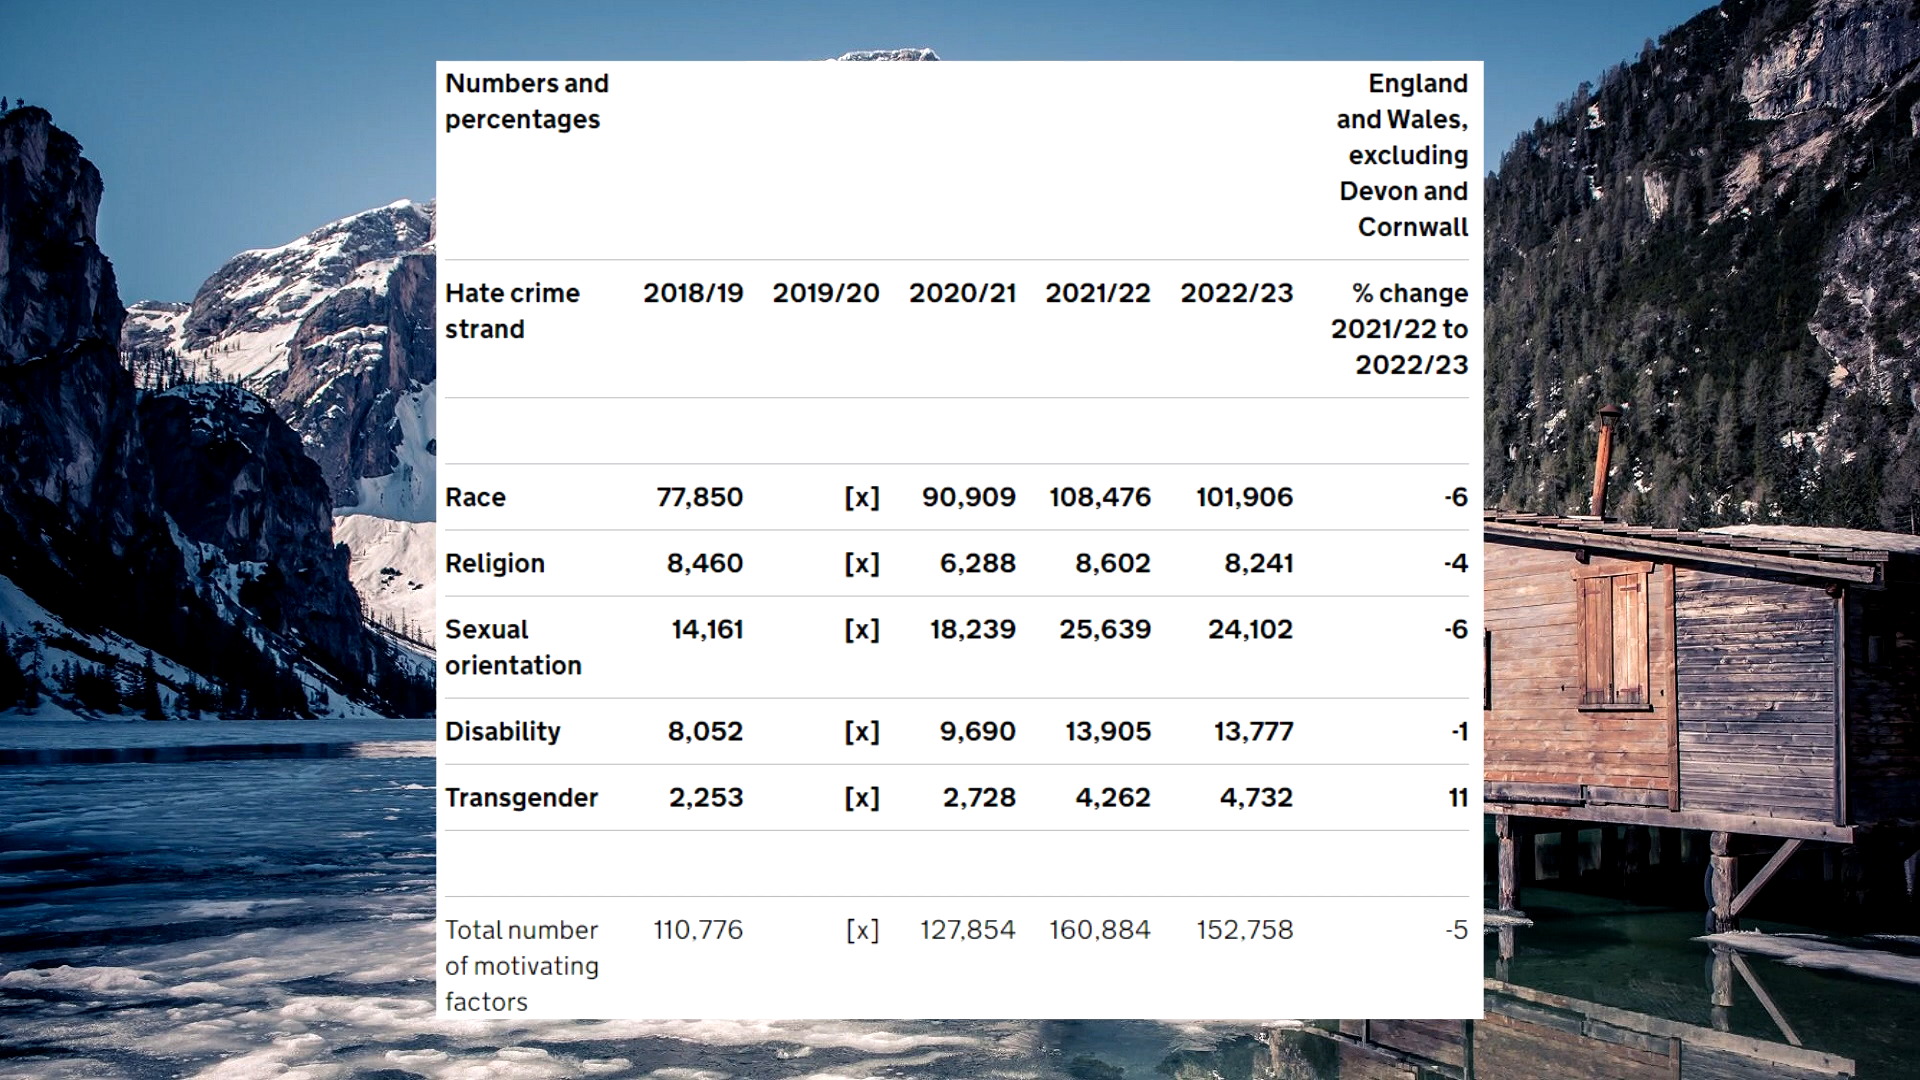 Numbers and percentages England and Wales, excluding Devon and Cornwall
Hate crime strand 2018/19 2019/20 2020/21 2021/22 2022/23 % change 2021/22 to 2022/23
Race 77,850 [x] 90,909 108,476 101,906 -6
Religion 8,460 [x] 6,288 8,602 8,241 -4
Sexual orientation 14,161 [x] 18,239 25,639 24,102 -6
Disability 8,052 [x] 9,690 13,905 13,777 -1
Transgender 2,253 [x] 2,728 4,262 4,732 11
Total number of motivating factors 110,776 [x] 127,854 160,884 152,758 -5